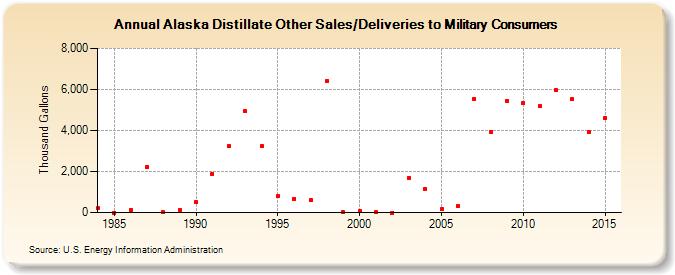 Annual Alaska Distillate Other Sales/Deliveries to Military Consumers
Thousand Gallons
8,000
6,000
4,000
2,000
0
1985 1990 1995 2000 2005 2010 2015
Source: U.S. Energy Information Administration